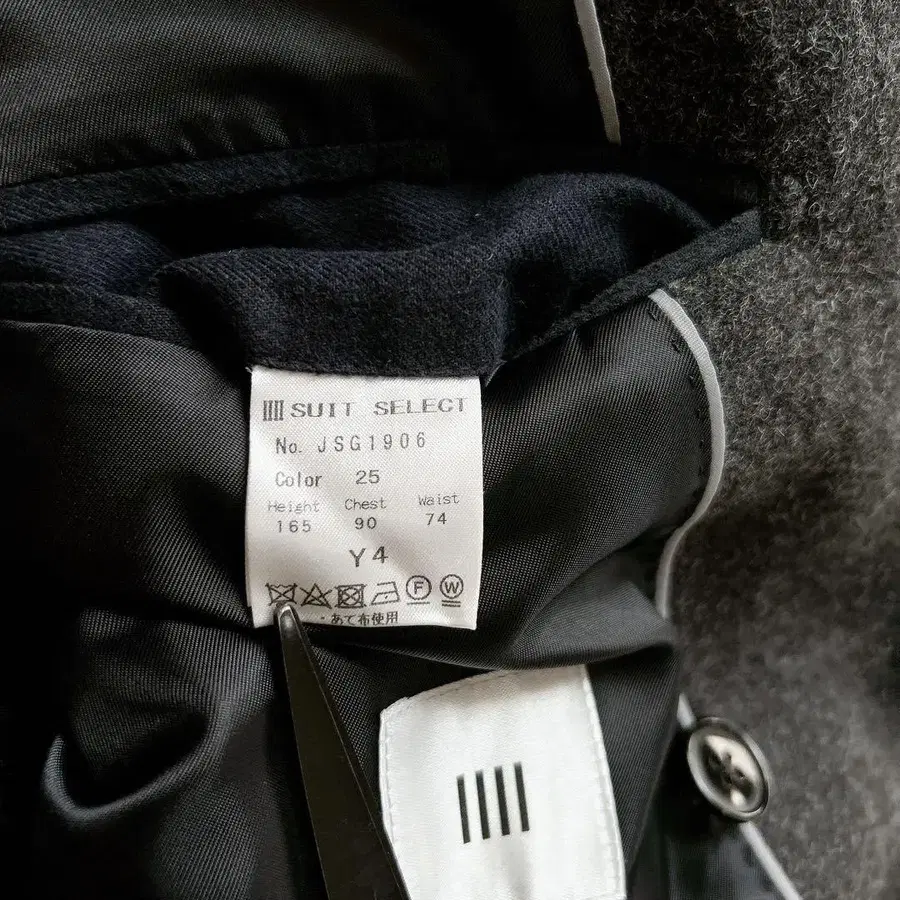 SUIT SELECT
No. JSG1906
Color 25
Height Chest Waist
165 90 74
Y4
F W
・あて布使用